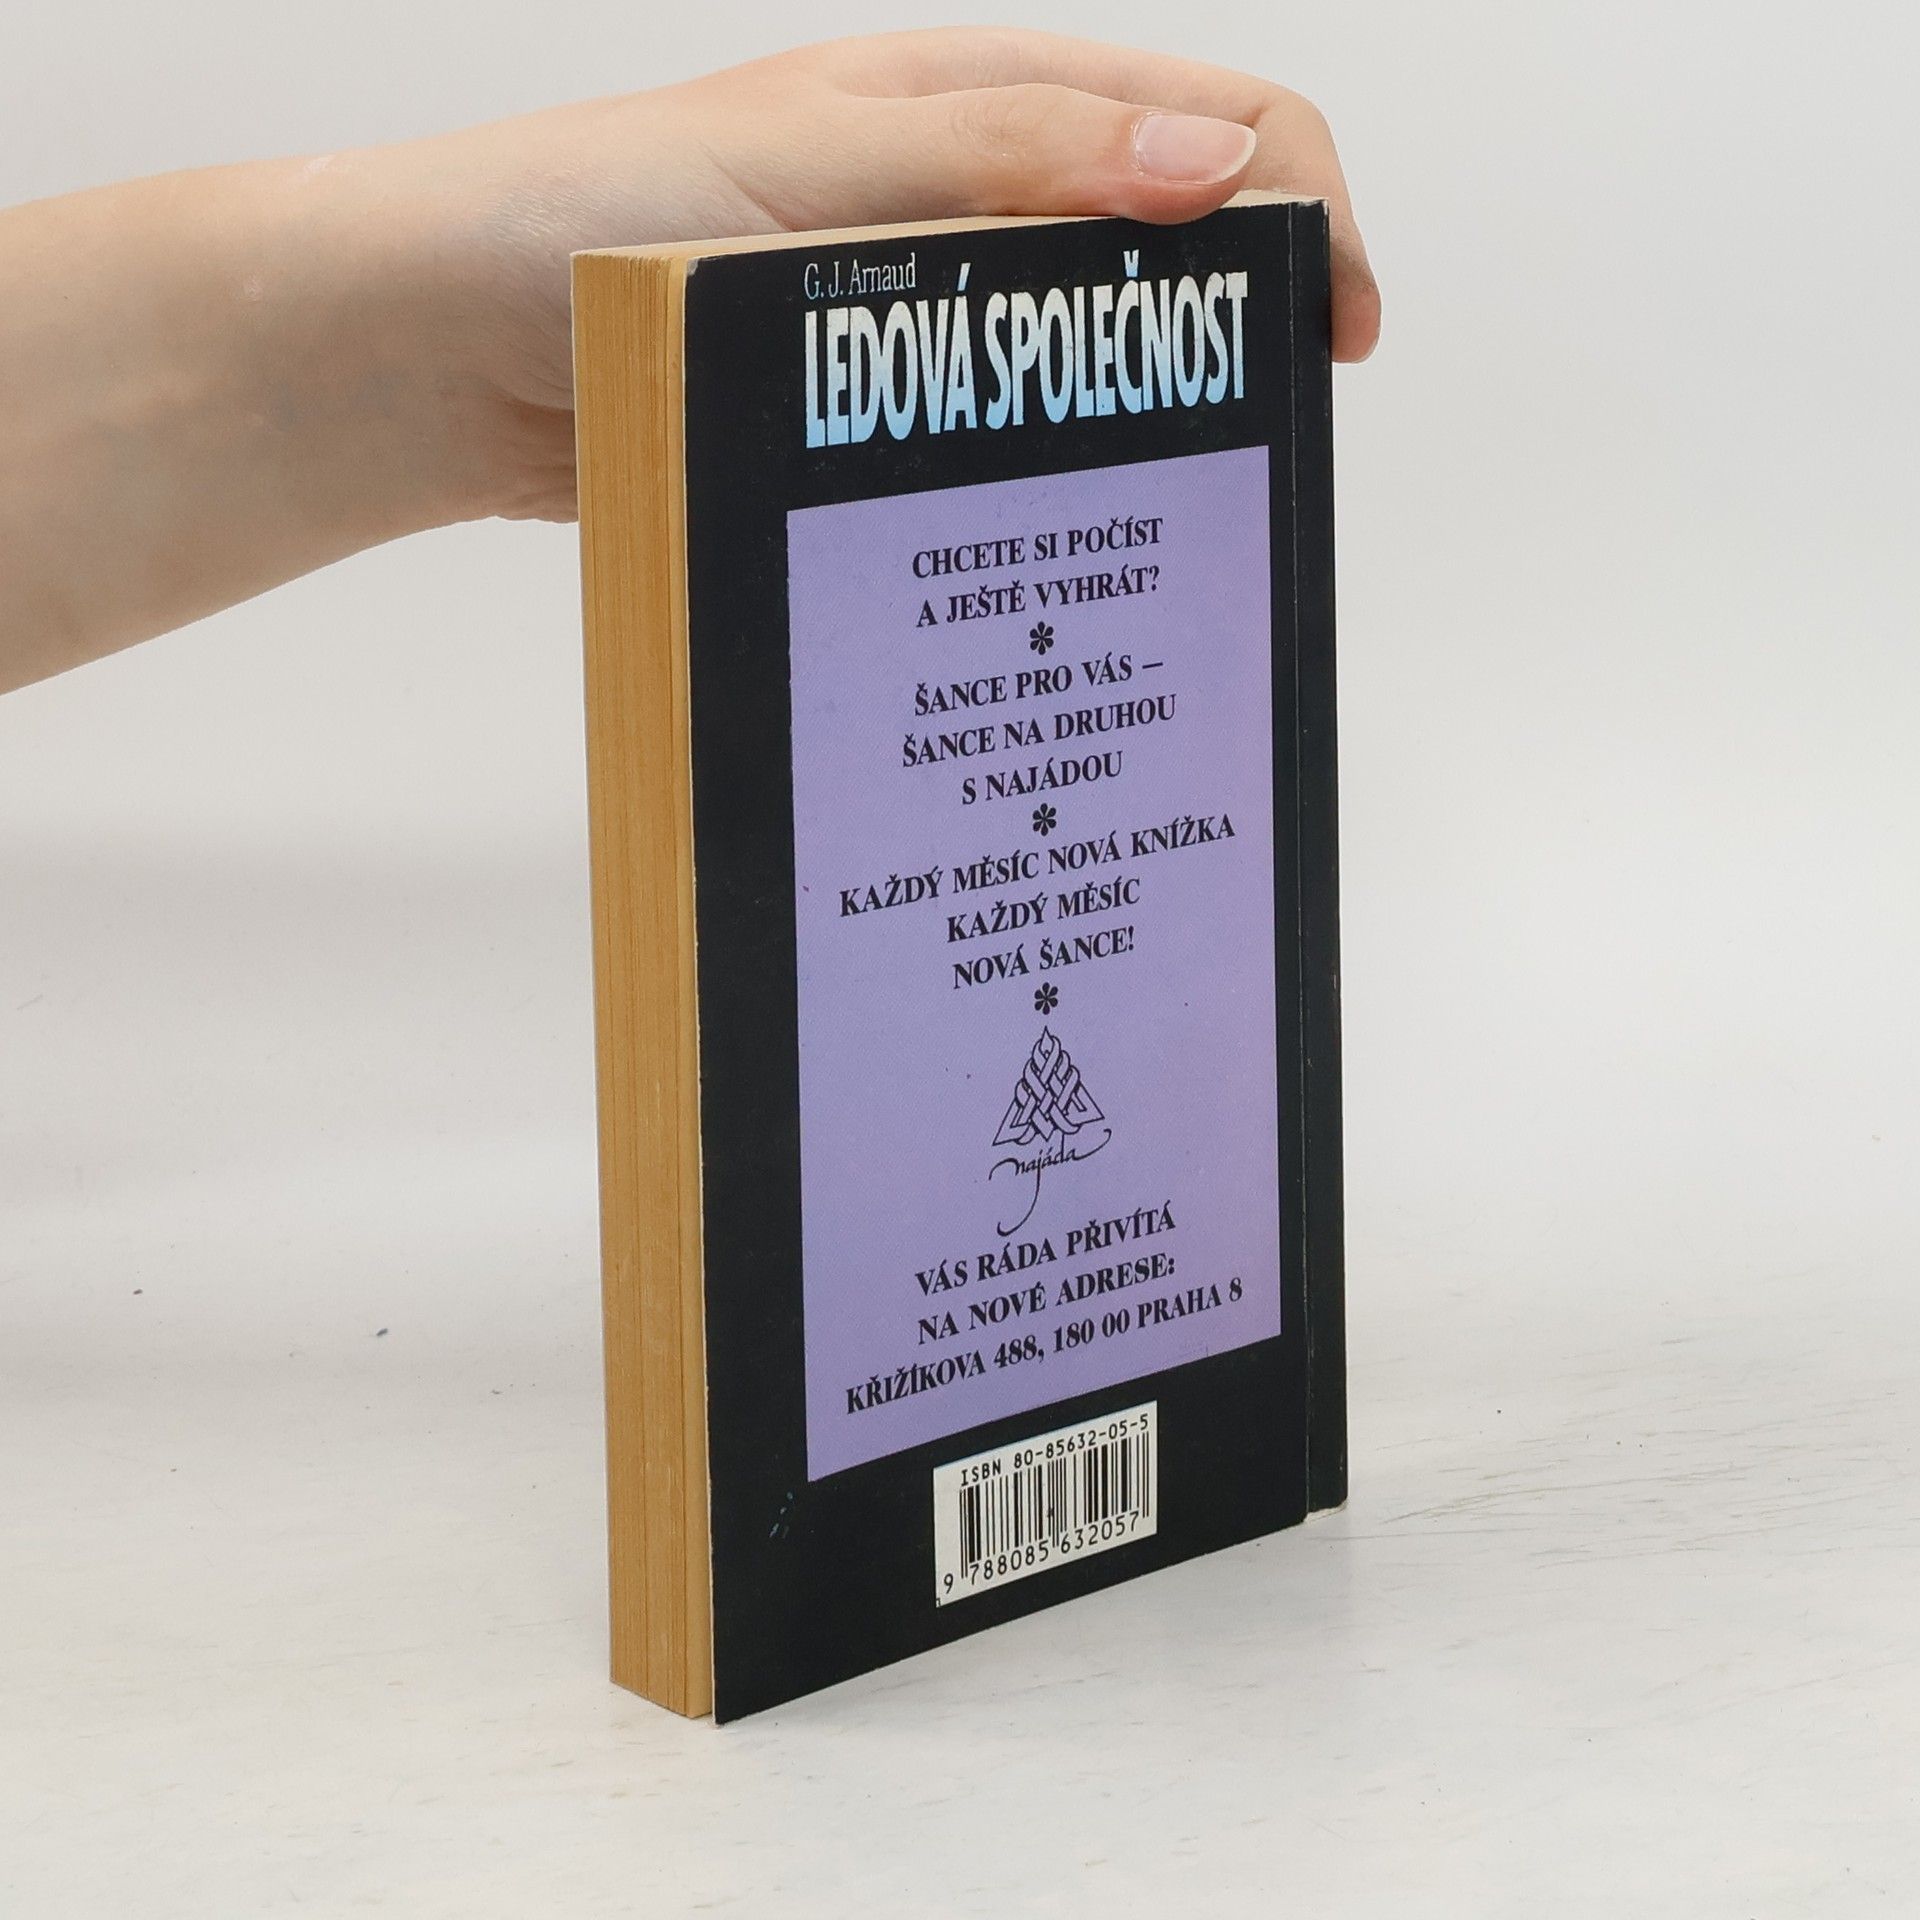 G. J. Arnaud
LEDOVÁ SPOLEČNOST
CHCETE SI POČÍST
A JEŠTĚ VYHRÁT?
*
ŠANCE PRO VÁS –
ŠANCE NA DRUHOU
S NAJÁDOU
*
KAŽDÝ MĚSÍC NOVÁ KNÍŽKA
KAŽDÝ MĚSÍC
NOVÁ ŠANCE!
*
najáda
VÁS RÁDA PŘIVÍTÁ
NA NOVÉ ADRESE:
KŘIŽÍKOVA 488, 180 00 PRAHA 8
ISBN 80-85632-05-5
9 788085 632057